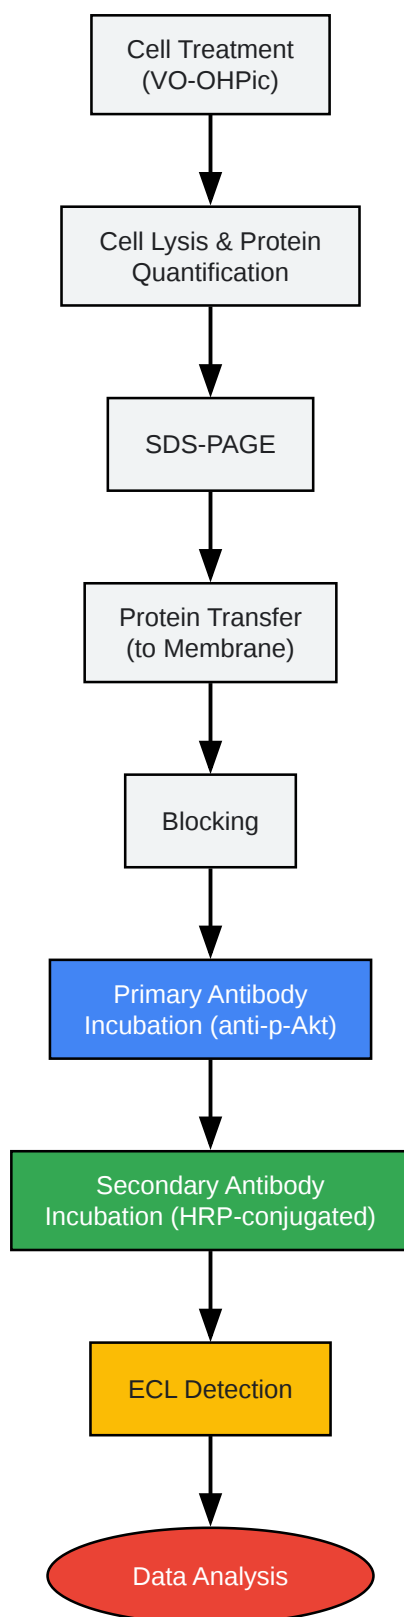 Cell Treatment
(VO-OHPic)
Cell Lysis & Protein
Quantification
SDS-PAGE
Protein Transfer
(to Membrane)
Blocking
Primary Antibody
Incubation (anti-p-Akt)
Secondary Antibody
Incubation (HRP-conjugated)
ECL Detection
Data Analysis